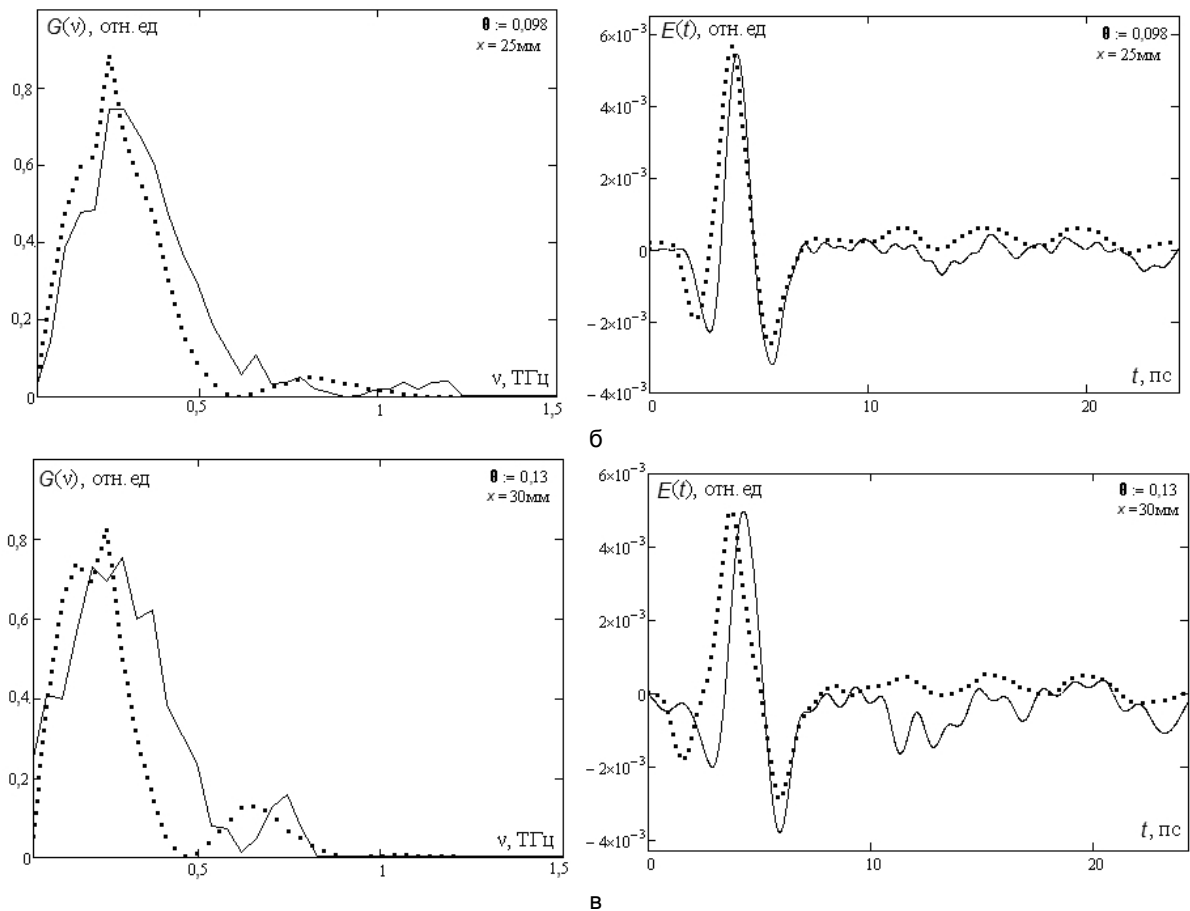 G(ν), отн. ед
θ := 0,098
x = 25мм
0,8
0,6
0,4
0,2
0
0,5
1
1,5
ν, ТГц
E(t), отн. ед
θ := 0,098
x = 25мм
6×10⁻³
4×10⁻³
2×10⁻³
0
−2×10⁻³
−4×10⁻³
0
10
20
t, пс
б
G(ν), отн. ед
θ := 0,13
x = 30мм
0,8
0,6
0,4
0,2
0
0,5
1
1,5
ν, ТГц
E(t), отн. ед
θ := 0,13
x = 30мм
6×10⁻³
4×10⁻³
2×10⁻³
0
−2×10⁻³
−4×10⁻³
0
10
20
t, пс
в